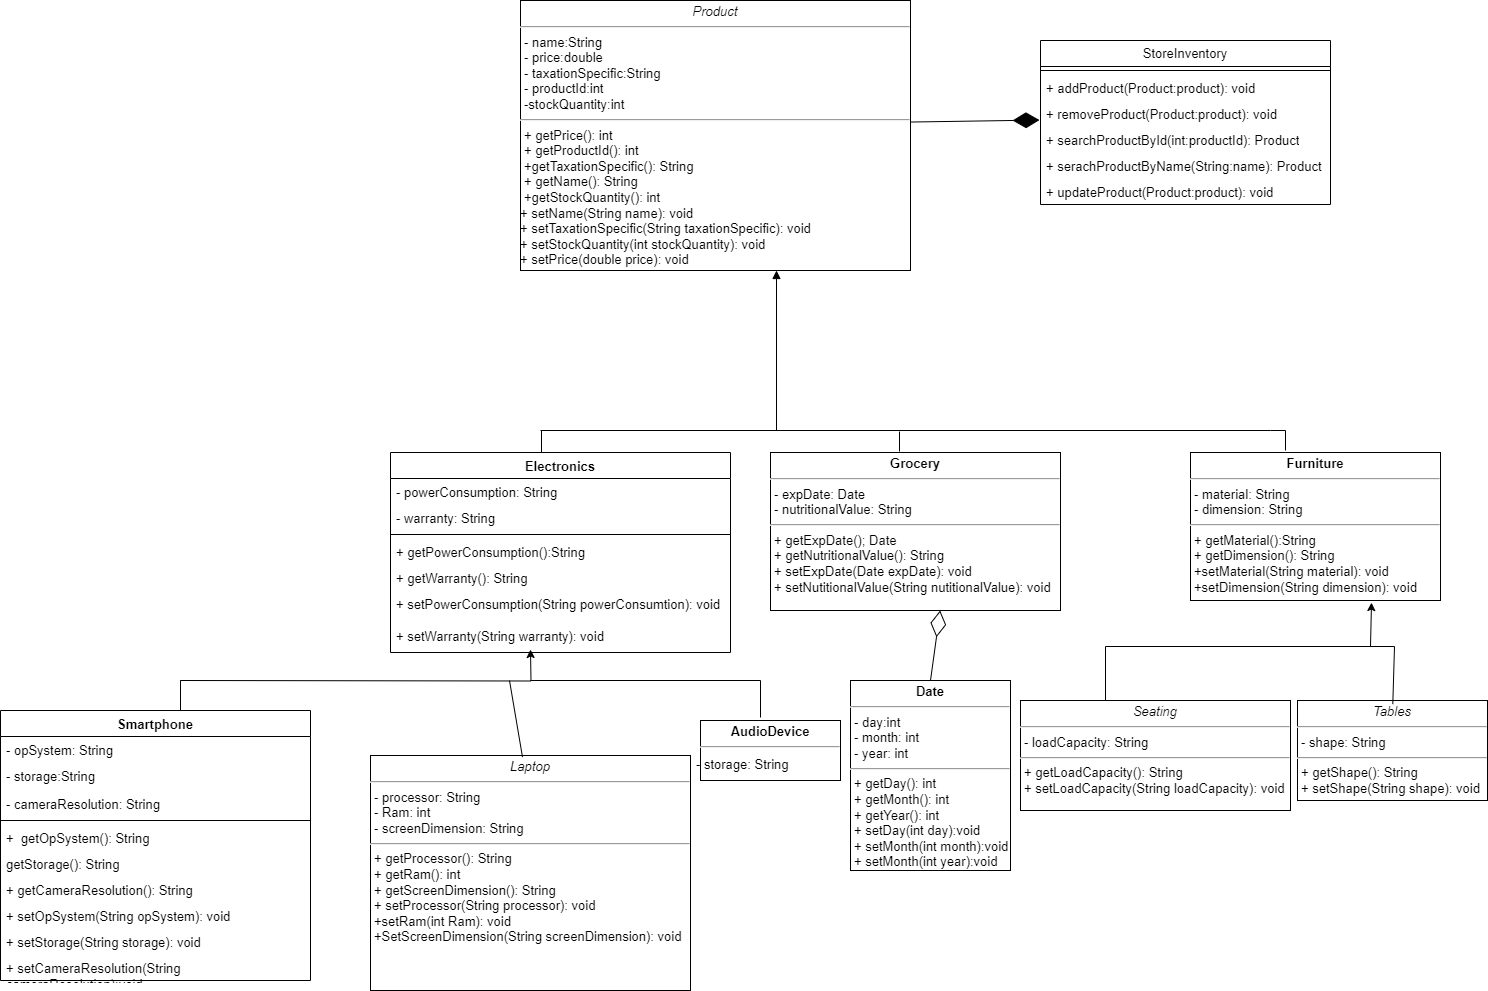 Product
- name:String
- price:double
- taxationSpecific:String
- productId:int
-stockQuantity:int
+ getPrice(): int
+ getProductId(): int
+getTaxationSpecific(): String
+ getName(): String
+getStockQuantity(): int
+ setName(String name): void
+ setTaxationSpecific(String taxationSpecific): void
+ setStockQuantity(int stockQuantity): void
+ setPrice(double price): void
StoreInventory
+ addProduct(Product:product): void
+ removeProduct(Product:product): void
+ searchProductById(int:productId): Product
+ serachProductByName(String:name): Product
+ updateProduct(Product:product): void
Electronics
- powerConsumption: String
- warranty: String
+ getPowerConsumption():String
+ getWarranty(): String
+ setPowerConsumption(String powerConsumtion): void
+ setWarranty(String warranty): void
Grocery
- expDate: Date
- nutritionalValue: String
+ getExpDate(); Date
+ getNutritionalValue(): String
+ setExpDate(Date expDate): void
+ setNutitionalValue(String nutitionalValue): void
Furniture
- material: String
- dimension: String
+ getMaterial():String
+ getDimension(): String
+setMaterial(String material): void
+setDimension(String dimension): void
Smartphone
- opSystem: String
- storage:String
- cameraResolution: String
+ getOpSystem(): String
getStorage(): String
+ getCameraResolution(): String
+ setOpSystem(String opSystem): void
+ setStorage(String storage): void
+ setCameraResolution(String
cameraResolution):void
Laptop
- processor: String
- Ram: int
- screenDimension: String
+ getProcessor(): String
+ getRam(): int
+ getScreenDimension(): String
+ setProcessor(String processor): void
+setRam(int Ram): void
+SetScreenDimension(String screenDimension): void
AudioDevice
- storage: String
Date
- day:int
- month: int
- year: int
+ getDay(): int
+ getMonth(): int
+ getYear(): int
+ setDay(int day):void
+ setMonth(int month):void
+ setMonth(int year):void
Seating
- loadCapacity: String
+ getLoadCapacity(): String
+ setLoadCapacity(String loadCapacity): void
Tables
- shape: String
+ getShape(): String
+ setShape(String shape): void